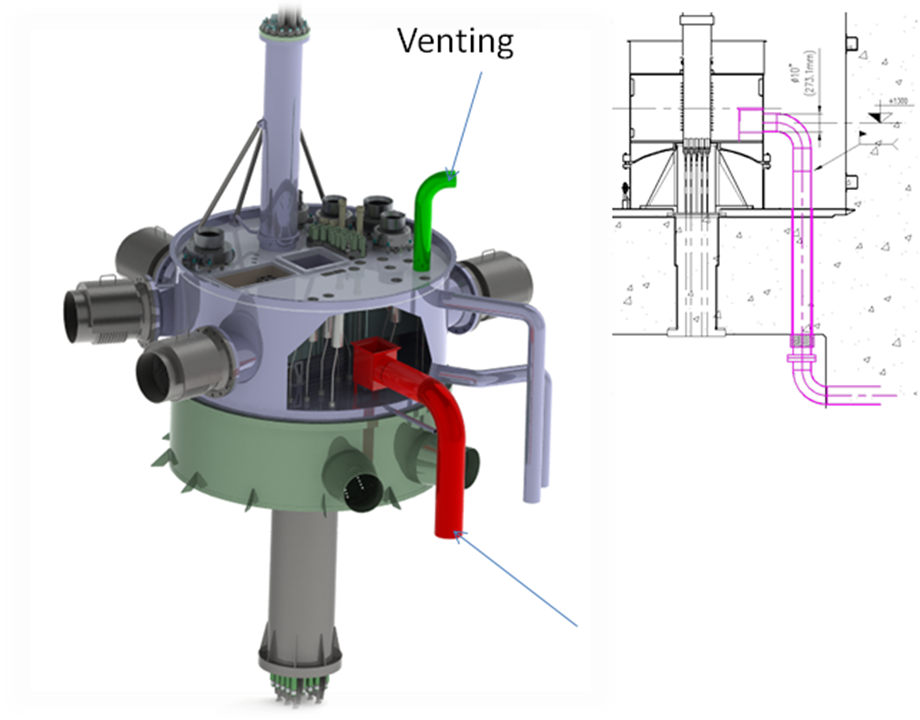 Venting
ø10"
(273,1mm)
+1300